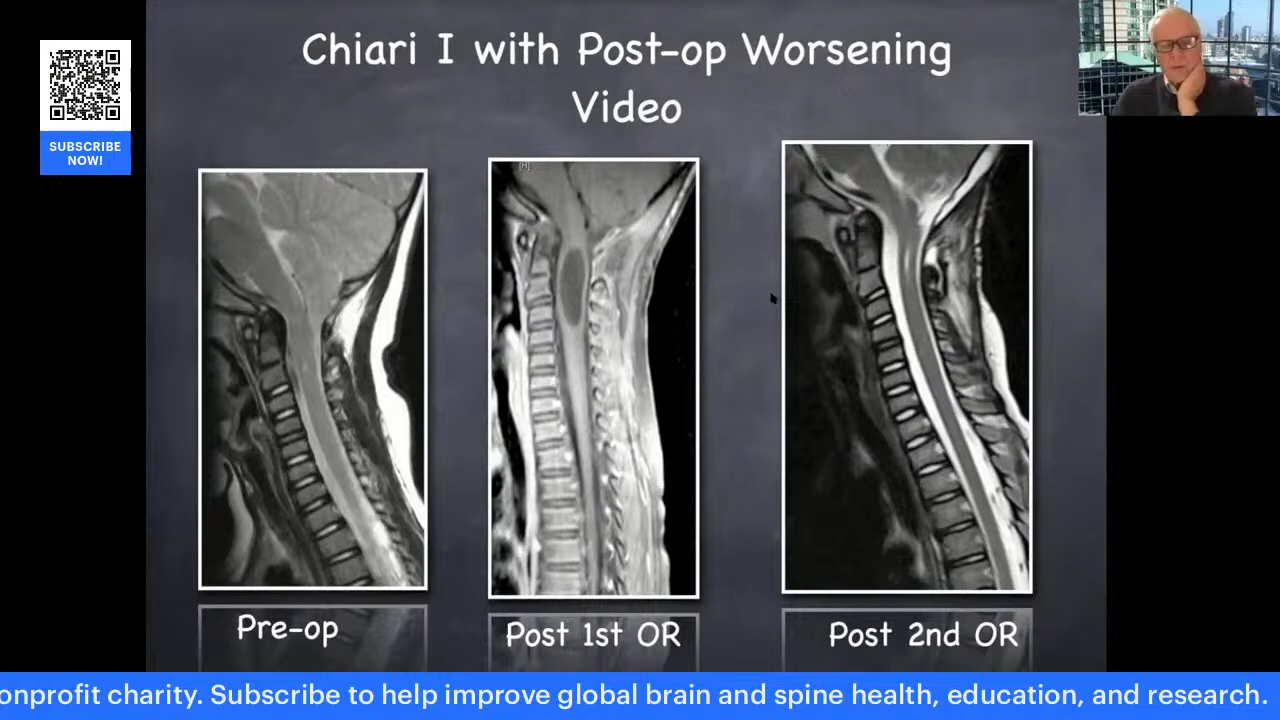 Chiari I with Post-op Worsening
Video
SUBSCRIBE
NOW!
[H]
Pre-op
Post 1st OR
Post 2nd OR
onprofit charity. Subscribe to help improve global brain and spine health, education, and research.